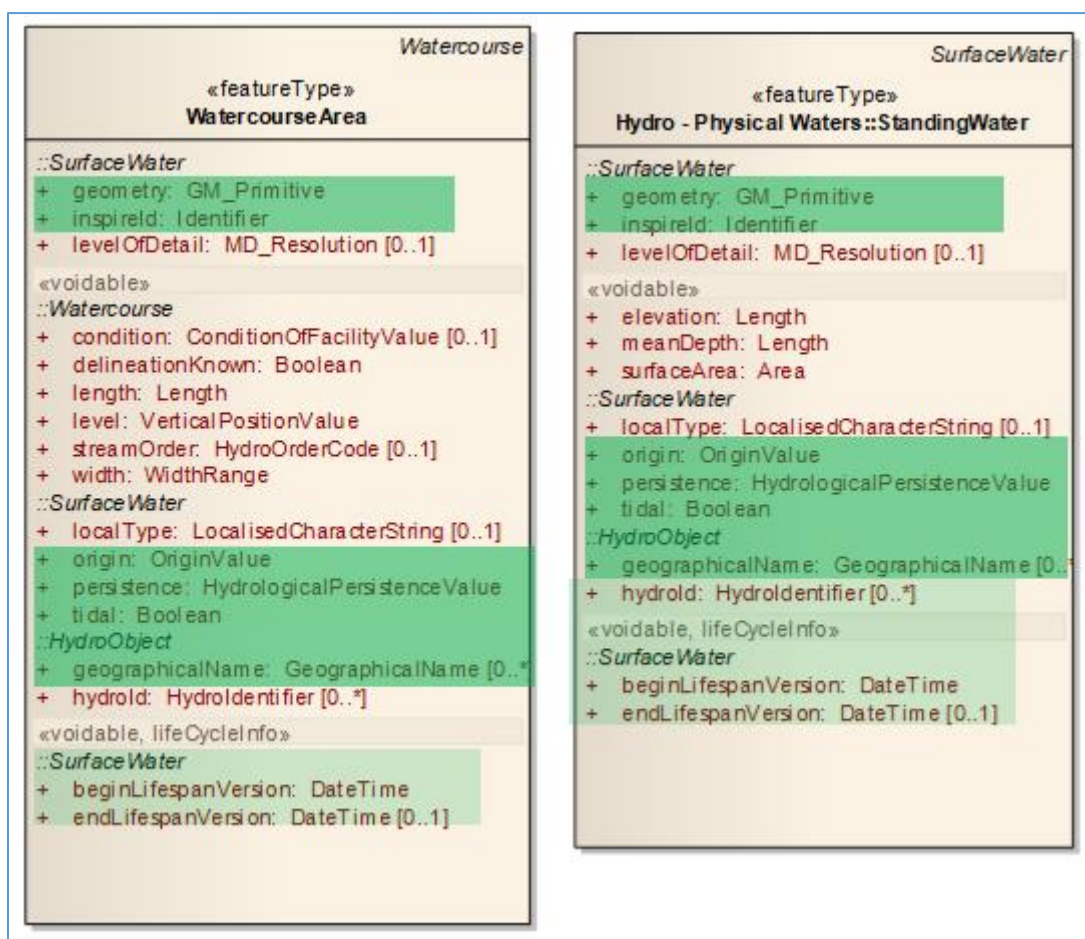 Watercourse
«featureType»
WatercourseArea
::SurfaceWater
+ geometry: GM_Primitive
+ inspireId: Identifier
+ levelOfDetail: MD_Resolution [0..1]
«voidable»
::Watercourse
+ condition: ConditionOfFacilityValue [0..1]
+ delineationKnown: Boolean
+ length: Length
+ level: VerticalPositionValue
+ streamOrder: HydroOrderCode [0..1]
+ width: WidthRange
::SurfaceWater
+ localType: LocalisedCharacterString [0..1]
+ origin: OriginValue
+ persistence: HydrologicalPersistenceValue
+ tidal: Boolean
::HydroObject
+ geographicalName: GeographicalName [0..*
+ hydroId: HydroIdentifier [0..*]
«voidable, lifeCycleInfo»
::SurfaceWater
+ beginLifespanVersion: DateTime
+ endLifespanVersion: DateTime [0..1]
SurfaceWater
«featureType»
Hydro - Physical Waters::StandingWater
::SurfaceWater
+ geometry: GM_Primitive
+ inspireId: Identifier
+ levelOfDetail: MD_Resolution [0..1]
«voidable»
+ elevation: Length
+ meanDepth: Length
+ surfaceArea: Area
::SurfaceWater
+ localType: LocalisedCharacterString [0..1]
+ origin: OriginValue
+ persistence: HydrologicalPersistenceValue
+ tidal: Boolean
::HydroObject
+ geographicalName: GeographicalName [0..*
+ hydroId: HydroIdentifier [0..*]
«voidable, lifeCycleInfo»
::SurfaceWater
+ beginLifespanVersion: DateTime
+ endLifespanVersion: DateTime [0..1]